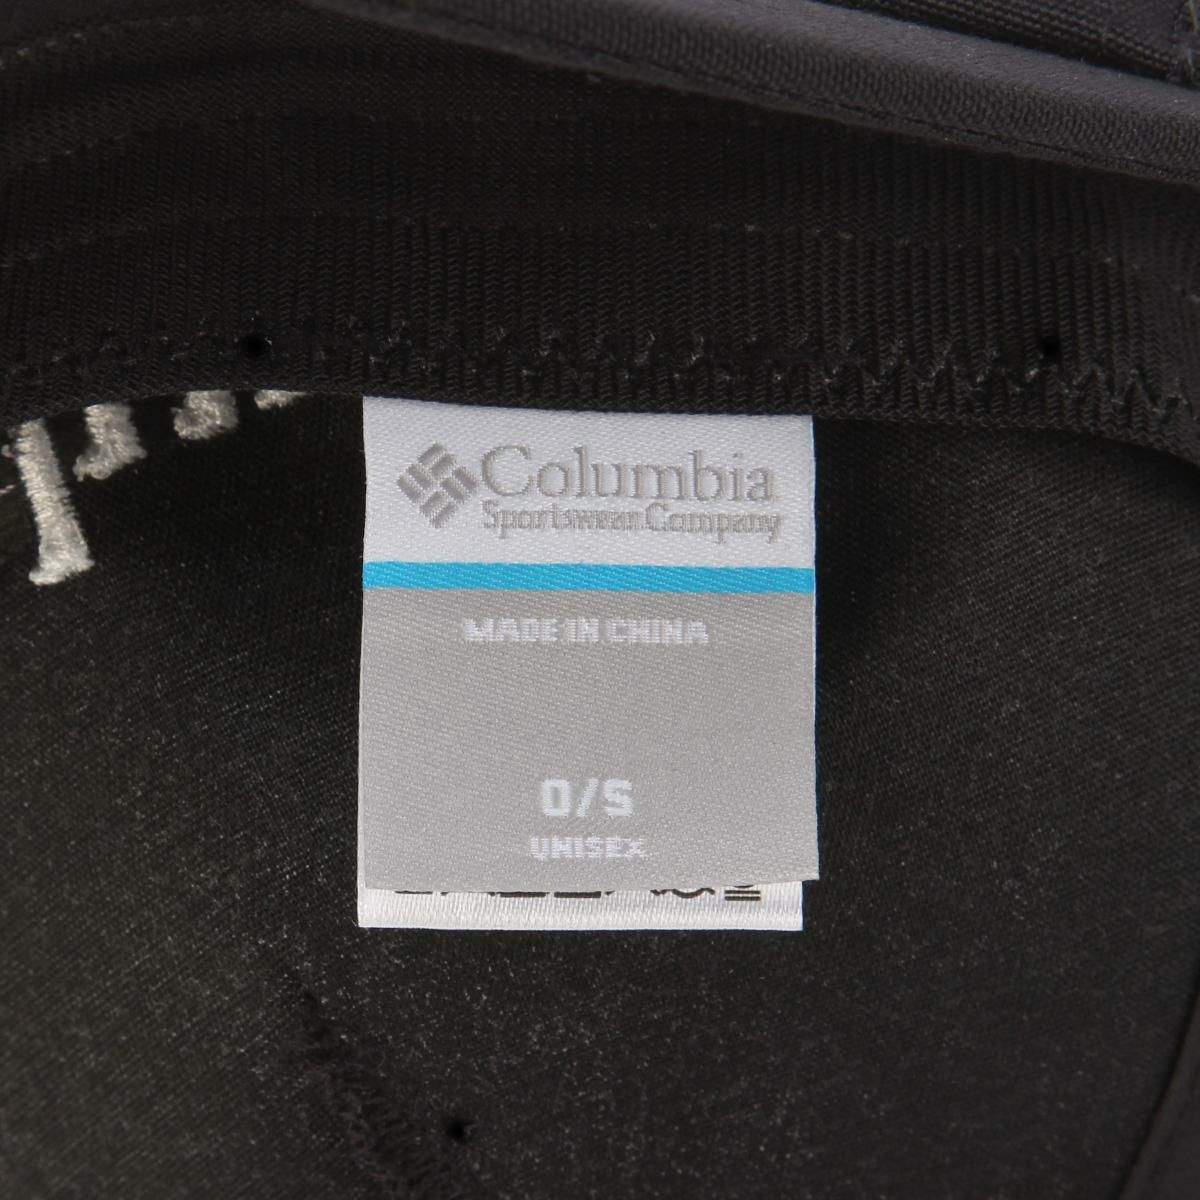 Columbia
Sportswear Company
MADE IN CHINA
O/S
UNISEX